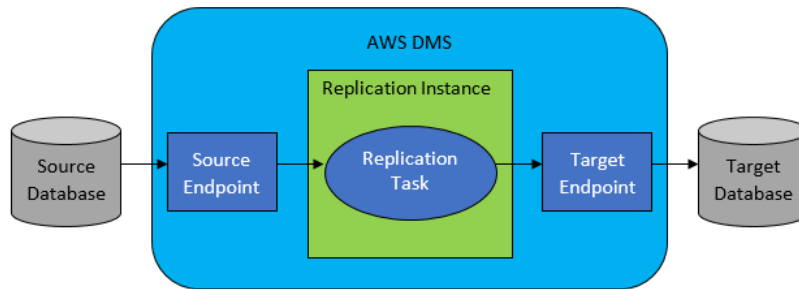 AWS DMS
Replication Instance
Source
Database
Source
Endpoint
Replication
Task
Target
Endpoint
Target
Database